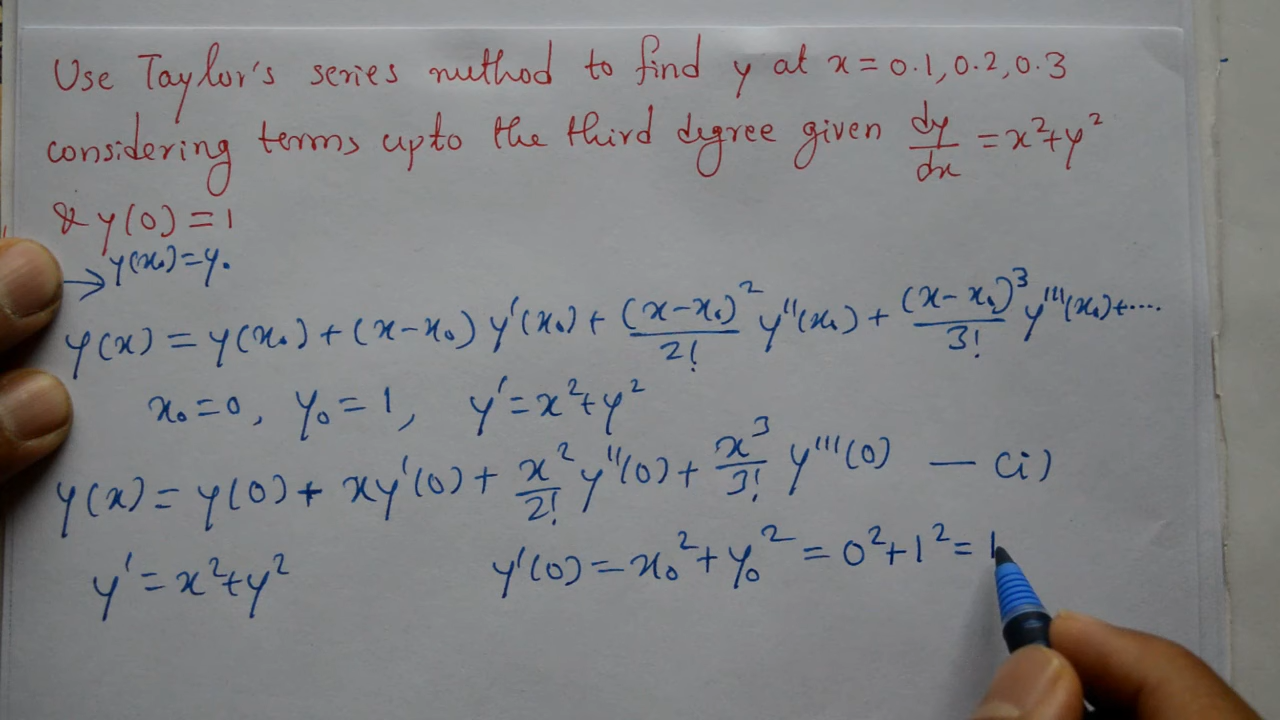 Use Taylor's series method to find y at x = 0.1, 0.2, 0.3
considering terms upto the third degree given dy/dx = x² + y²
& y(0) = 1
→ y(x₀) = y₀
y(x) = y(x₀) + (x - x₀) y'(x₀) + (x - x₀)²/2! y''(x₀) + (x - x₀)³/3! y'''(x₀) + ....
x₀ = 0, y₀ = 1, y' = x² + y²
y(x) = y(0) + xy'(0) + x²/2! y''(0) + x³/3! y'''(0) — (i)
y' = x² + y² y'(0) = x₀² + y₀² = 0² + 1² = 1